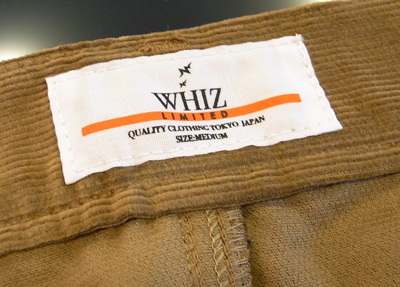 WHIZ
LIMITED
QUALITY CLOTHING TOKYO JAPAN
SIZE:MEDIUM